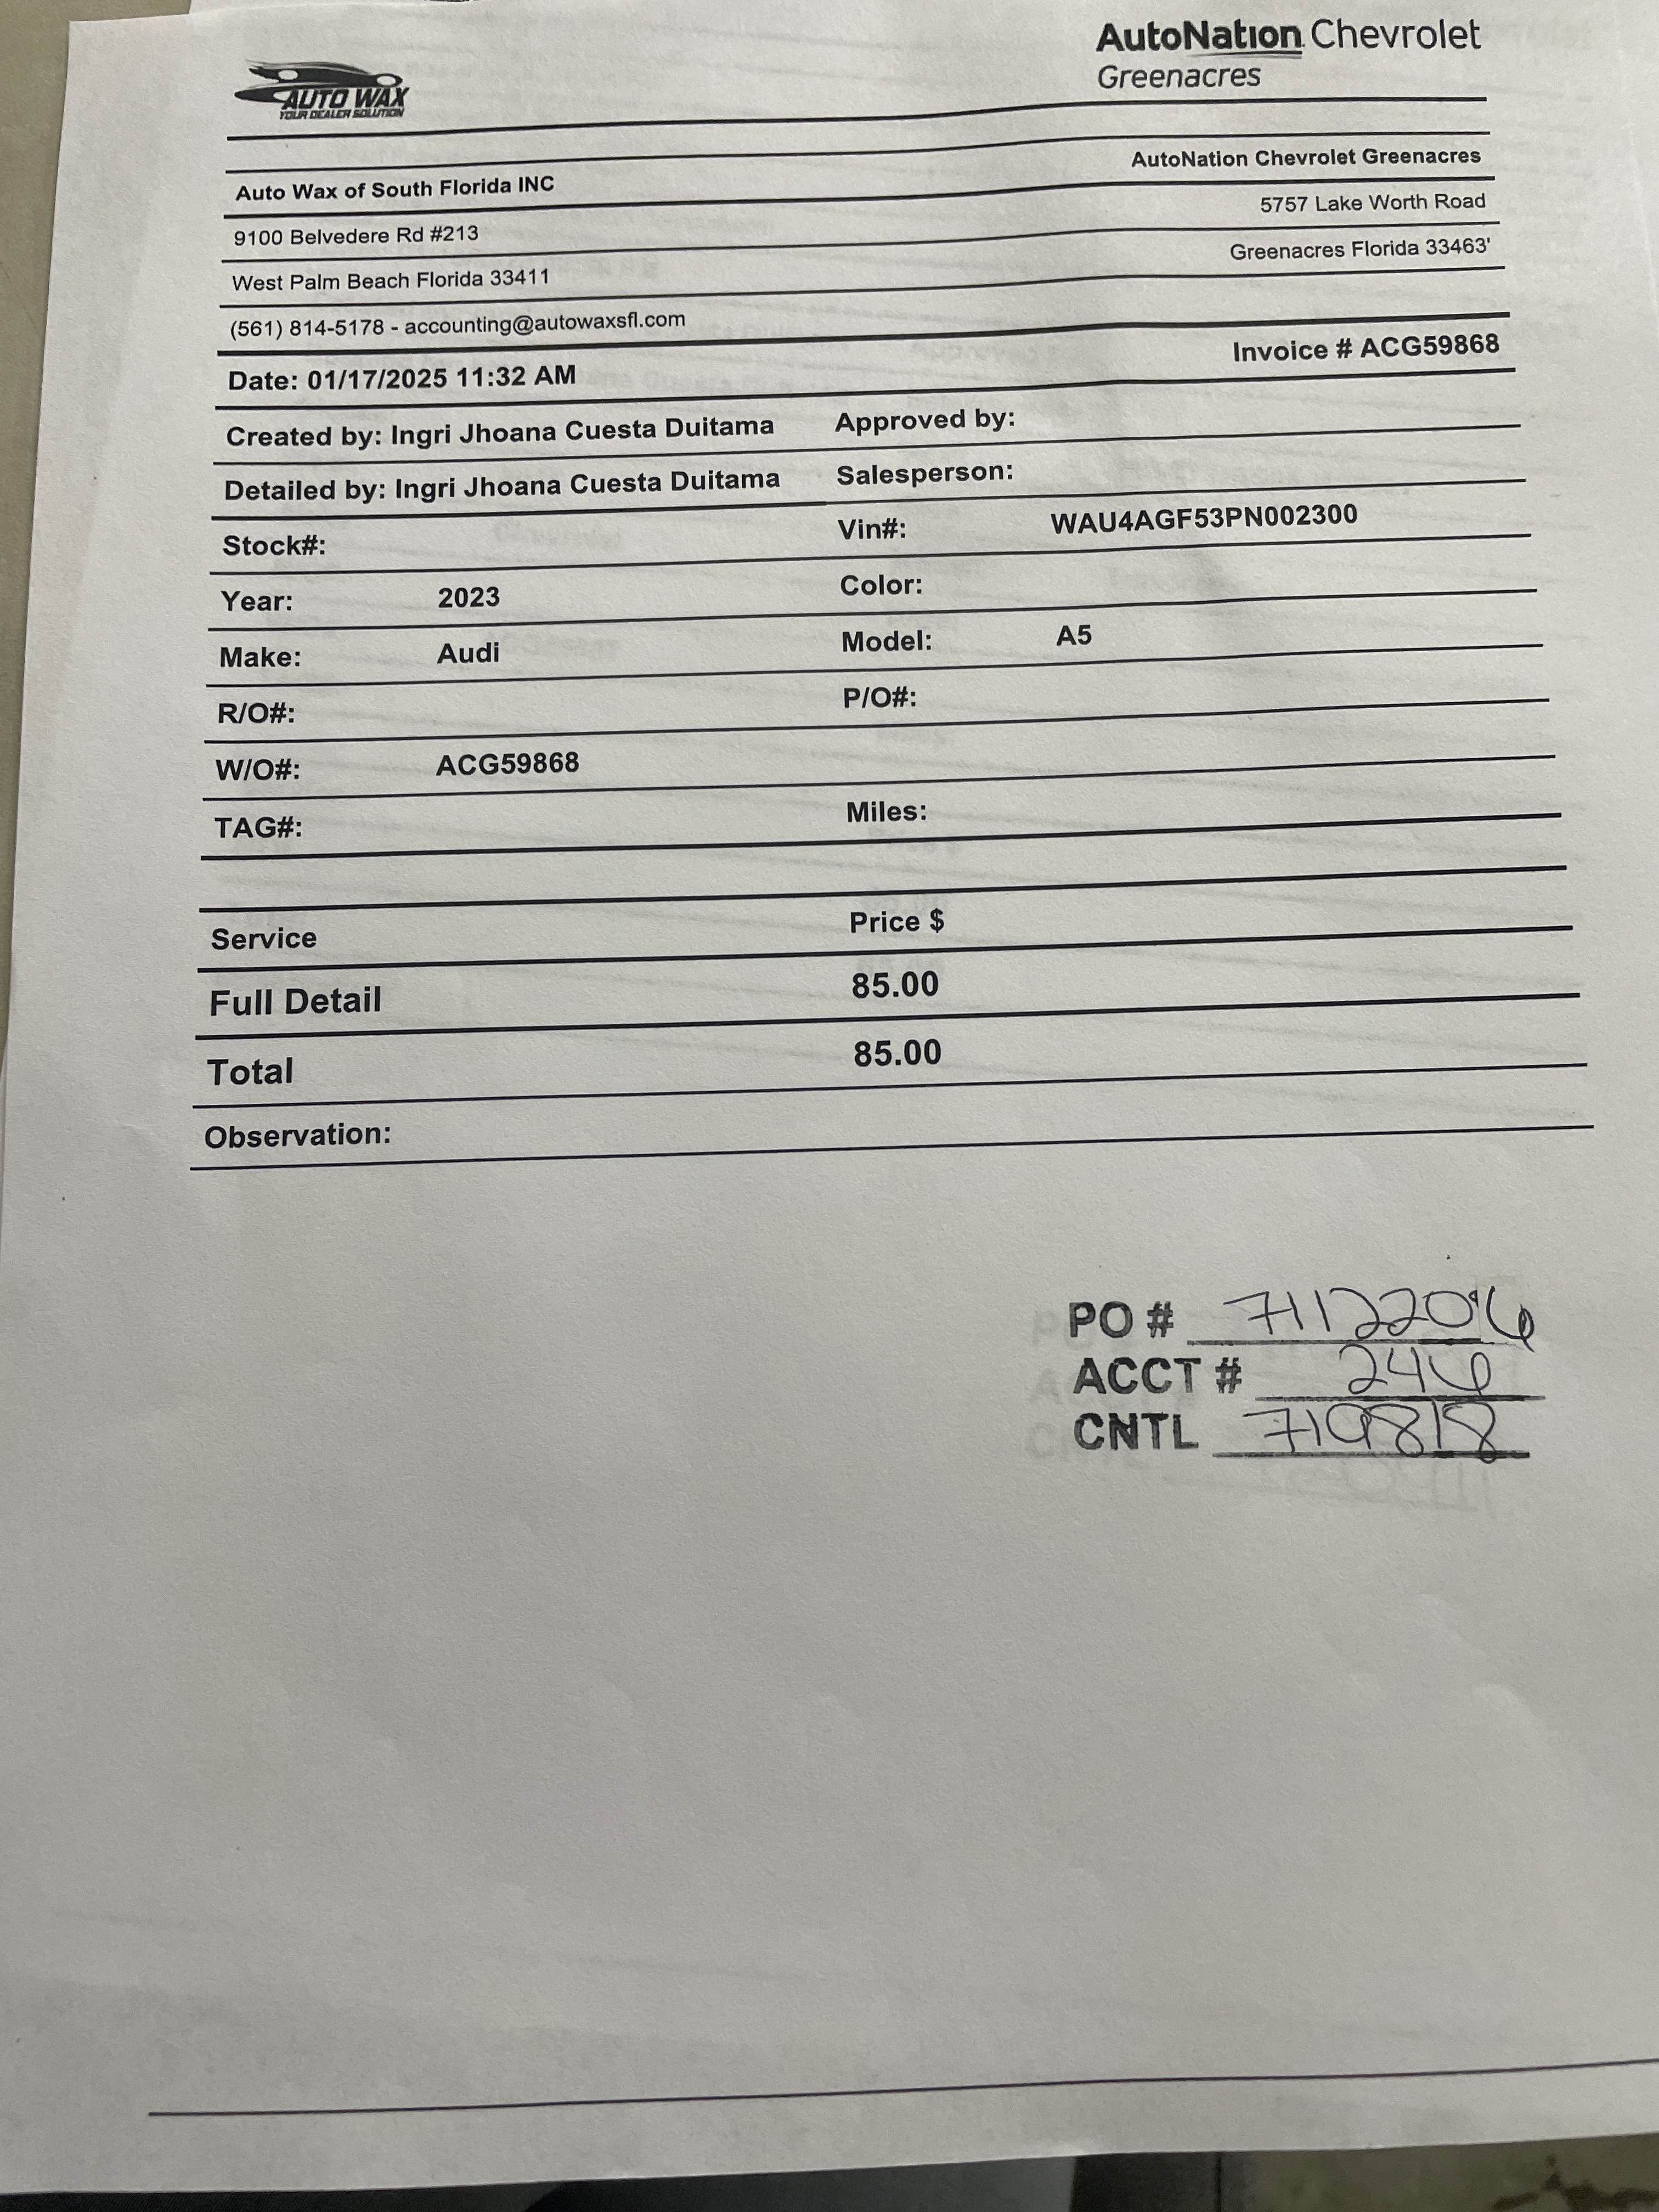 AUTO WAX
YOUR DEALER SOLUTION
AutoNation Chevrolet
Greenacres
Auto Wax of South Florida INC
AutoNation Chevrolet Greenacres
9100 Belvedere Rd #213
5757 Lake Worth Road
West Palm Beach Florida 33411
Greenacres Florida 33463'
(561) 814-5178 - accounting@autowaxsfl.com
Date: 01/17/2025 11:32 AM Invoice # ACG59868
Created by: Ingri Jhoana Cuesta Duitama Approved by:
Detailed by: Ingri Jhoana Cuesta Duitama Salesperson:
Stock#: Vin#: WAU4AGF53PN002300
Year: 2023 Color:
Make: Audi Model: A5
R/O#: P/O#:
W/O#: ACG59868
TAG#: Miles:
Service Price $
Full Detail 85.00
Total 85.00
Observation:
PO # 7112206
ACCT # 246
CNTL 719818